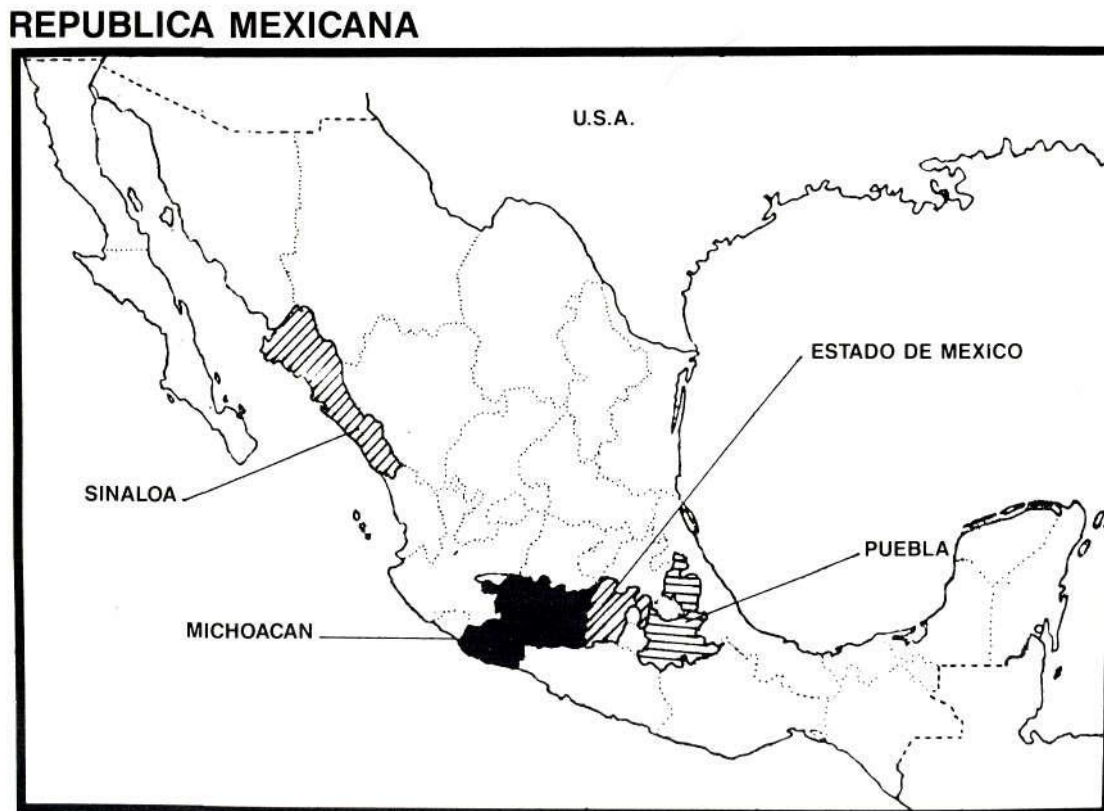 REPUBLICA MEXICANA
U.S.A.
ESTADO DE MEXICO
SINALOA
PUEBLA
MICHOACAN